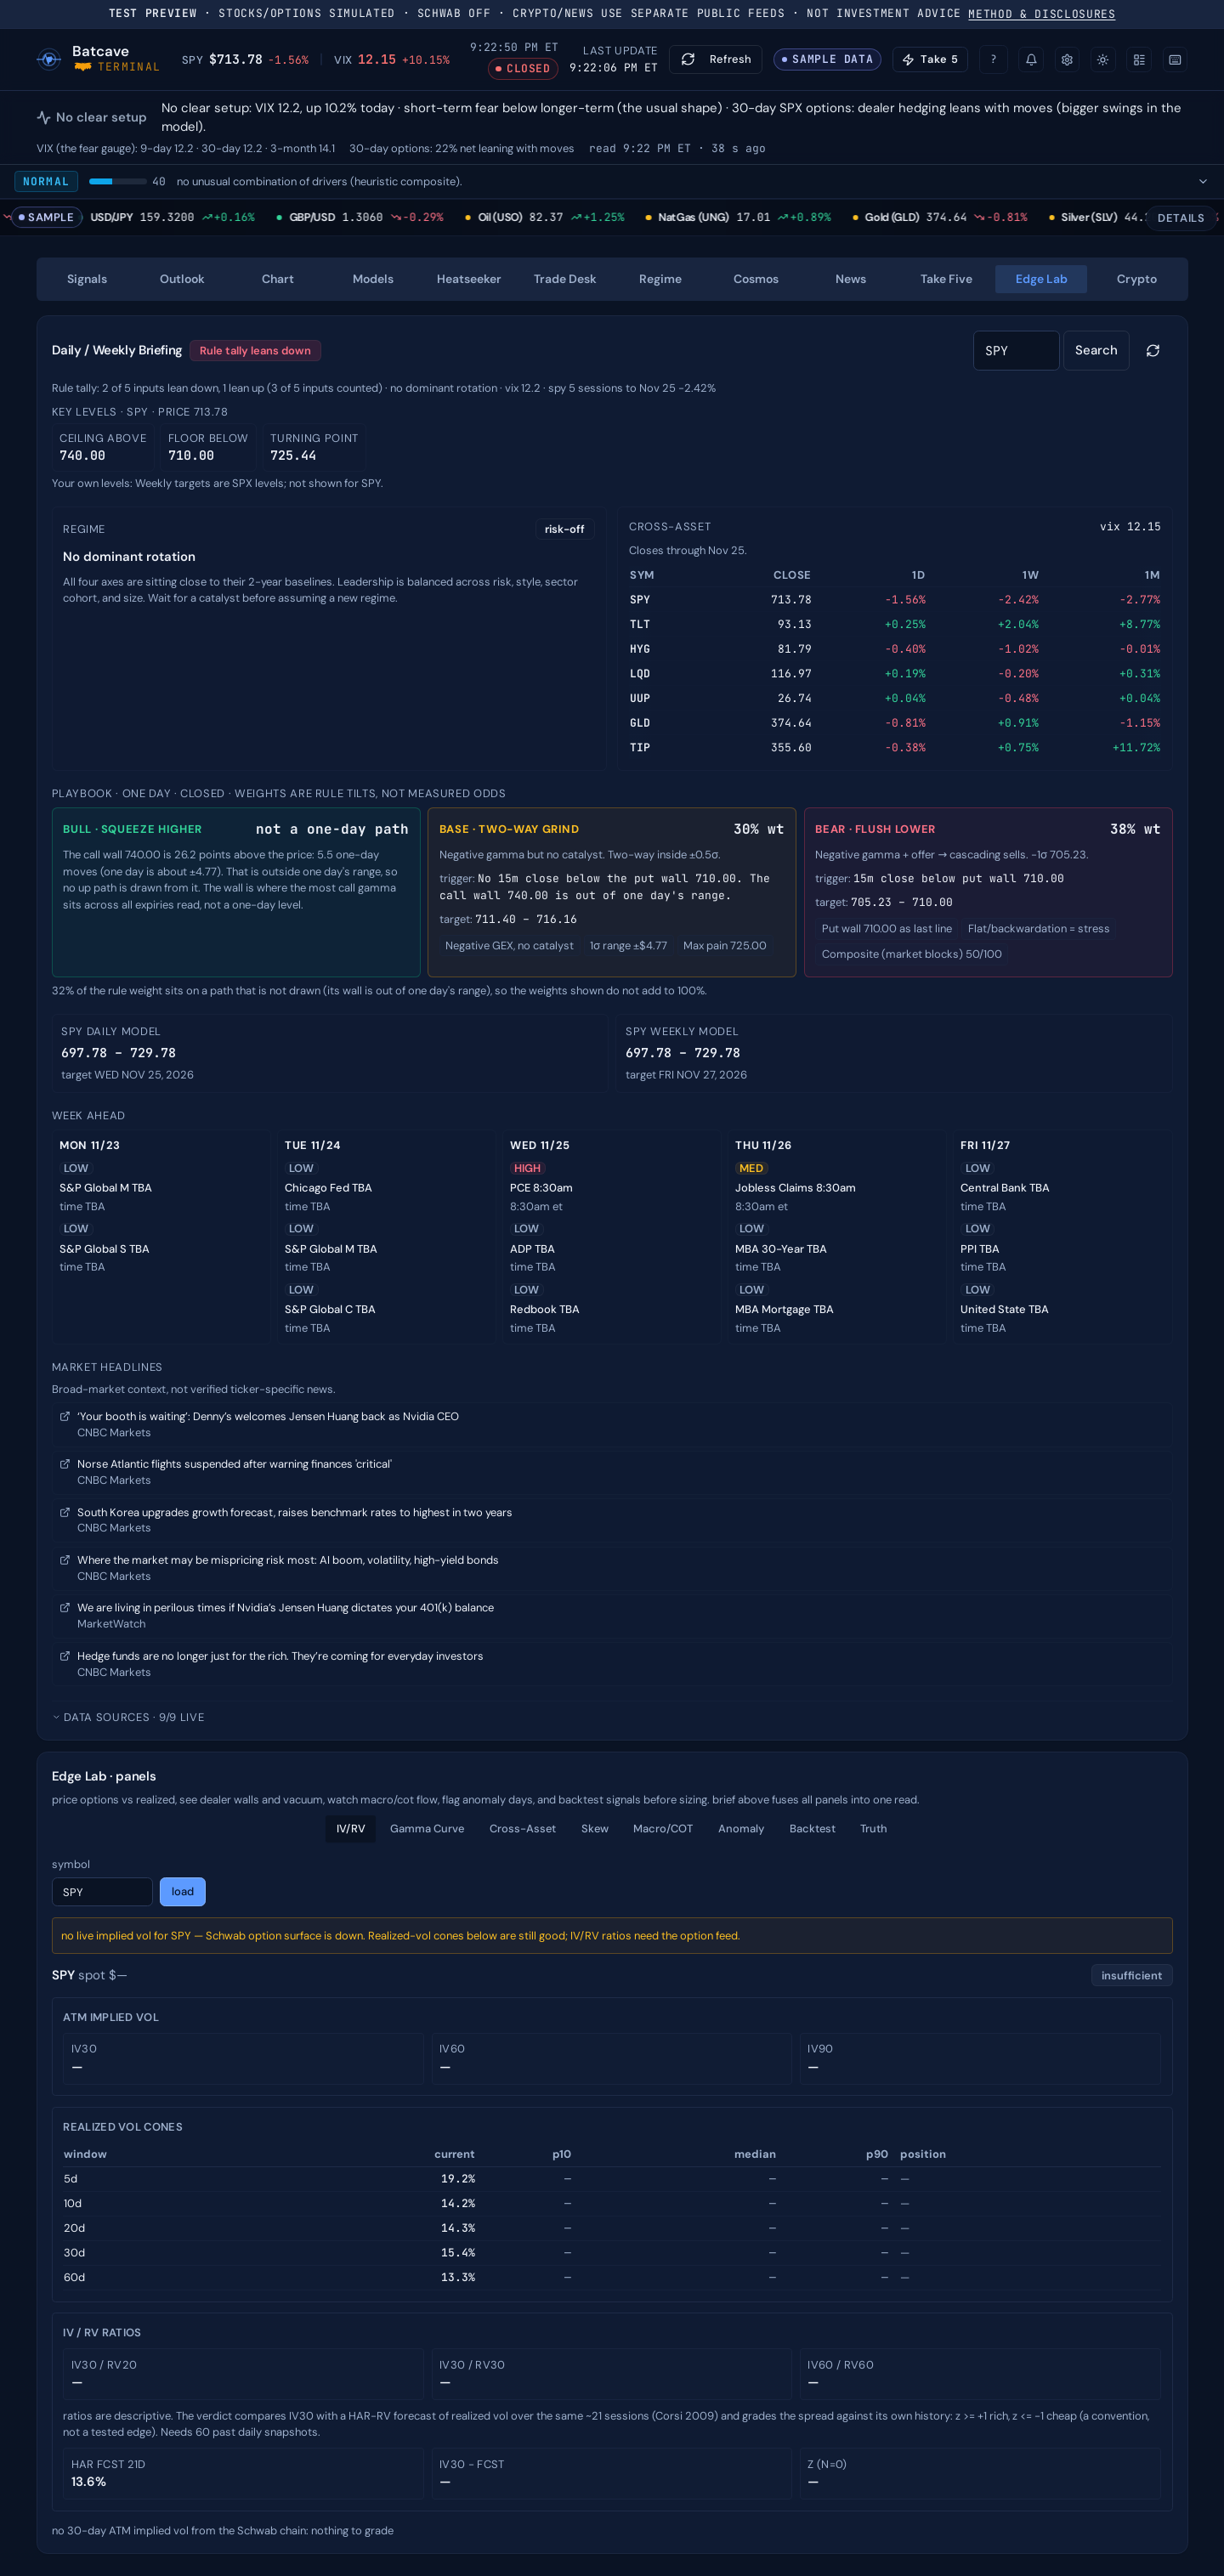 TEST PREVIEW · STOCKS/OPTIONS SIMULATED · SCHWAB OFF · CRYPTO/NEWS USE SEPARATE PUBLIC FEEDS · NOT INVESTMENT ADVICE METHOD & DISCLOSURES
Batcave
TERMINAL
SPY $713.78 -1.56%
VIX 12.15 +10.15%
9:22:50 PM ET
CLOSED
LAST UPDATE
9:22:06 PM ET
Refresh
SAMPLE DATA
Take 5
?
No clear setup
No clear setup: VIX 12.2, up 10.2% today · short-term fear below longer-term (the usual shape) · 30-day SPX options: dealer hedging leans with moves (bigger swings in the
model).
VIX (the fear gauge): 9-day 12.2 · 30-day 12.2 · 3-month 14.1 30-day options: 22% net leaning with moves read 9:22 PM ET · 38 s ago
NORMAL 40 no unusual combination of drivers (heuristic composite).
SAMPLE USD/JPY 159.3200 +0.16% GBP/USD 1.3060 -0.29% Oil (USO) 82.37 +1.25% NatGas (UNG) 17.01 +0.89% Gold (GLD) 374.64 -0.81% Silver (SLV) 44. DETAILS
Signals Outlook Chart Models Heatseeker Trade Desk Regime Cosmos News Take Five Edge Lab Crypto
Daily / Weekly Briefing Rule tally leans down
SPY Search
Rule tally: 2 of 5 inputs lean down, 1 lean up (3 of 5 inputs counted) · no dominant rotation · vix 12.2 · spy 5 sessions to Nov 25 -2.42%
KEY LEVELS · SPY · PRICE 713.78
CEILING ABOVE FLOOR BELOW TURNING POINT
740.00 710.00 725.44
Your own levels: Weekly targets are SPX levels; not shown for SPY.
REGIME risk-off
No dominant rotation
All four axes are sitting close to their 2-year baselines. Leadership is balanced across risk, style, sector
cohort, and size. Wait for a catalyst before assuming a new regime.
CROSS-ASSET vix 12.15
Closes through Nov 25.
SYM CLOSE 1D 1W 1M
SPY 713.78 -1.56% -2.42% -2.77%
TLT 93.13 +0.25% +2.04% +8.77%
HYG 81.79 -0.40% -1.02% -0.01%
LQD 116.97 +0.19% -0.20% +0.31%
UUP 26.74 +0.04% -0.48% +0.04%
GLD 374.64 -0.81% +0.91% -1.15%
TIP 355.60 -0.38% +0.75% +11.72%
PLAYBOOK · ONE DAY · CLOSED · WEIGHTS ARE RULE TILTS, NOT MEASURED ODDS
BULL · SQUEEZE HIGHER not a one-day path
The call wall 740.00 is 26.2 points above the price: 5.5 one-day
moves (one day is about ±4.77). That is outside one day's range, so
no up path is drawn from it. The wall is where the most call gamma
sits across all expiries read, not a one-day level.
BASE · TWO-WAY GRIND 30% wt
Negative gamma but no catalyst. Two-way inside ±0.5σ.
trigger: No 15m close below the put wall 710.00. The
call wall 740.00 is out of one day's range.
target: 711.40 – 716.16
Negative GEX, no catalyst 1σ range ±$4.77 Max pain 725.00
BEAR · FLUSH LOWER 38% wt
Negative gamma + offer → cascading sells. -1σ 705.23.
trigger: 15m close below put wall 710.00
target: 705.23 – 710.00
Put wall 710.00 as last line Flat/backwardation = stress
Composite (market blocks) 50/100
32% of the rule weight sits on a path that is not drawn (its wall is out of one day's range), so the weights shown do not add to 100%.
SPY DAILY MODEL
697.78 – 729.78
target WED NOV 25, 2026
SPY WEEKLY MODEL
697.78 – 729.78
target FRI NOV 27, 2026
WEEK AHEAD
MON 11/23
LOW
S&P Global M TBA
time TBA
LOW
S&P Global S TBA
time TBA
TUE 11/24
LOW
Chicago Fed TBA
time TBA
LOW
S&P Global M TBA
time TBA
LOW
S&P Global C TBA
time TBA
WED 11/25
HIGH
PCE 8:30am
8:30am et
LOW
ADP TBA
time TBA
LOW
Redbook TBA
time TBA
THU 11/26
MED
Jobless Claims 8:30am
8:30am et
LOW
MBA 30-Year TBA
time TBA
LOW
MBA Mortgage TBA
time TBA
FRI 11/27
LOW
Central Bank TBA
time TBA
LOW
PPI TBA
time TBA
LOW
United State TBA
time TBA
MARKET HEADLINES
Broad-market context, not verified ticker-specific news.
‘Your booth is waiting’: Denny’s welcomes Jensen Huang back as Nvidia CEO
CNBC Markets
Norse Atlantic flights suspended after warning finances 'critical'
CNBC Markets
South Korea upgrades growth forecast, raises benchmark rates to highest in two years
CNBC Markets
Where the market may be mispricing risk most: AI boom, volatility, high-yield bonds
CNBC Markets
We are living in perilous times if Nvidia’s Jensen Huang dictates your 401(k) balance
MarketWatch
Hedge funds are no longer just for the rich. They’re coming for everyday investors
CNBC Markets
DATA SOURCES · 9/9 LIVE
Edge Lab · panels
price options vs realized, see dealer walls and vacuum, watch macro/cot flow, flag anomaly days, and backtest signals before sizing. brief above fuses all panels into one read.
IV/RV Gamma Curve Cross-Asset Skew Macro/COT Anomaly Backtest Truth
symbol
SPY load
no live implied vol for SPY — Schwab option surface is down. Realized-vol cones below are still good; IV/RV ratios need the option feed.
SPY spot $— insufficient
ATM IMPLIED VOL
IV30 IV60 IV90
— — —
REALIZED VOL CONES
window current p10 median p90 position
5d 19.2% — — — —
10d 14.2% — — — —
20d 14.3% — — — —
30d 15.4% — — — —
60d 13.3% — — — —
IV / RV RATIOS
IV30 / RV20 IV30 / RV30 IV60 / RV60
— — —
ratios are descriptive. The verdict compares IV30 with a HAR-RV forecast of realized vol over the same ~21 sessions (Corsi 2009) and grades the spread against its own history: z >= +1 rich, z <= -1 cheap (a convention,
not a tested edge). Needs 60 past daily snapshots.
HAR FCST 21D IV30 - FCST Z (N=0)
13.6% — —
no 30-day ATM implied vol from the Schwab chain: nothing to grade